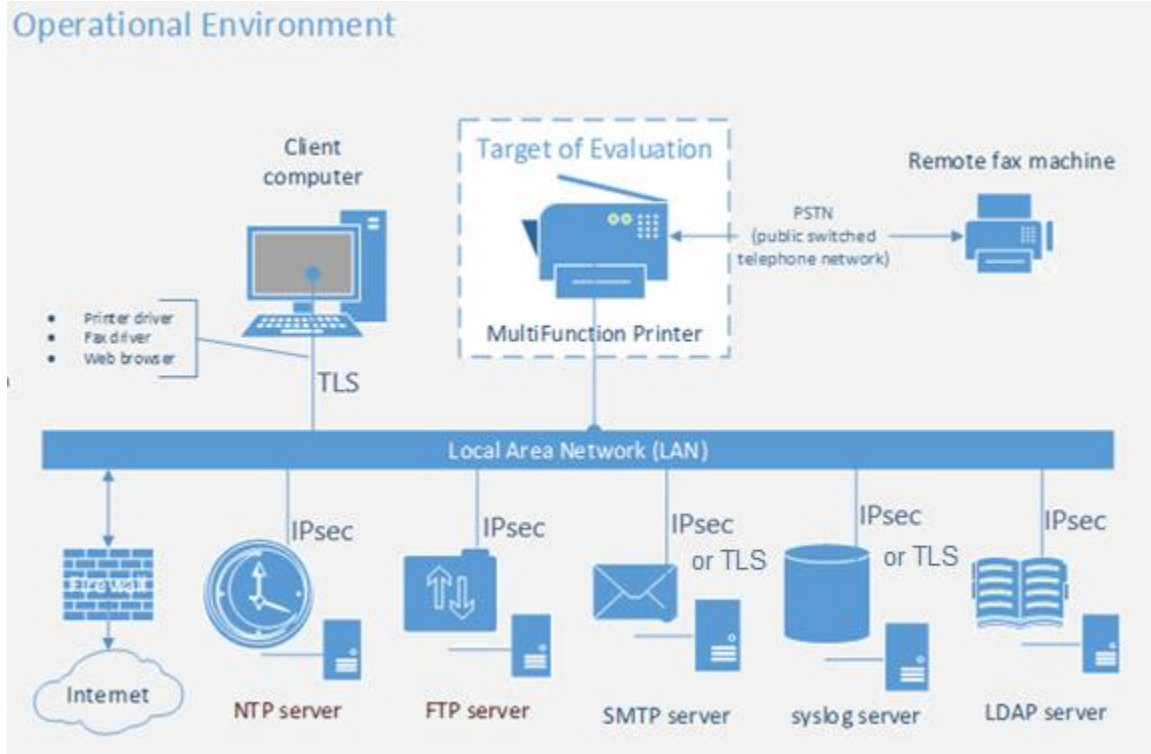 Operational Environment
Client
computer
Target of Evaluation
MultiFunction Printer
PSTN
(public switched
telephone network)
Remote fax machine
• Printer driver
• Fax driver
• Web browser
TLS
Local Area Network (LAN)
IPsec
IPsec
IPsec
or TLS
IPsec
or TLS
IPsec
Firewall
Internet
NTP server
FTP server
SMTP server
syslog server
LDAP server